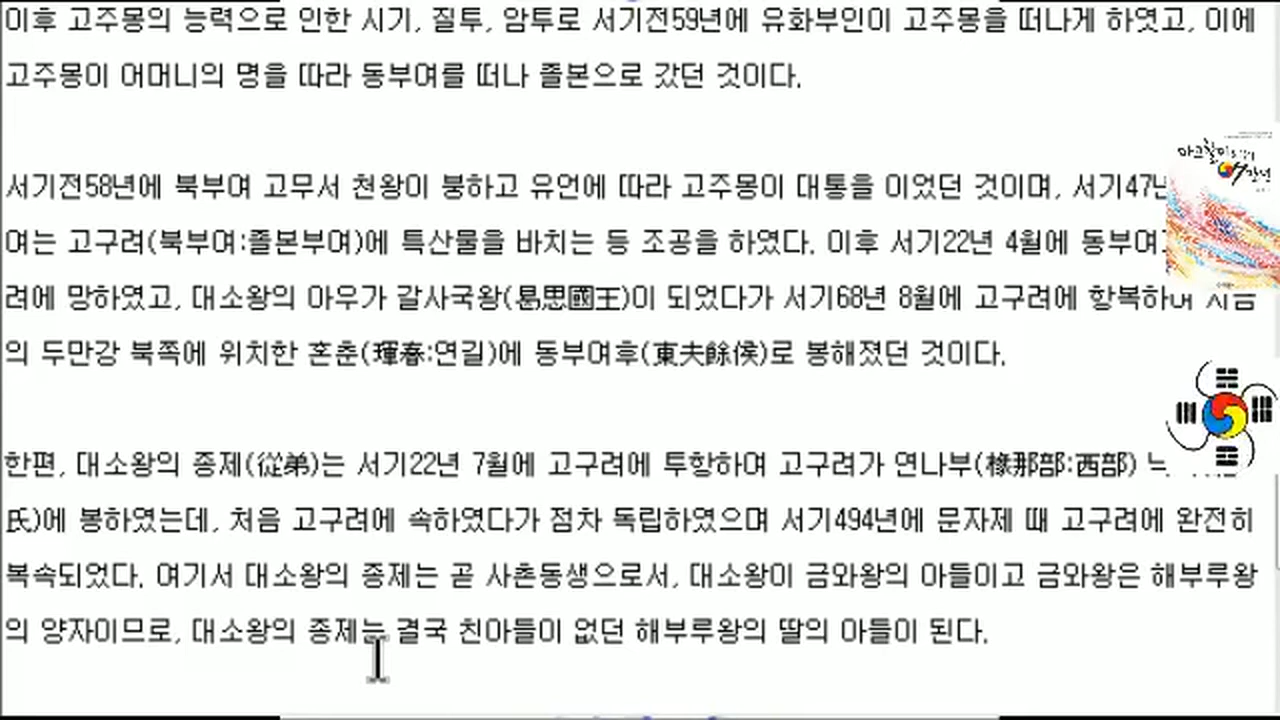 이후 고주몽의 능력으로 인한 시기, 질투, 암투로 서기전59년에 유화부인이 고주몽을 떠나게 하엿고, 이에
고주몽이 어머니의 명을 따라 동부여를 떠나 졸본으로 갔던 것이다.
서기전58년에 북부여 고무서 천왕이 붕하고 유언에 따라 고주몽이 대통을 이었던 것이며, 서기47년
여는 고구려(북부여:졸본부여)에 특산물을 바치는 등 조공을 하였다. 이후 서기22년 4월에 동부여
려에 망하였고, 대소왕의 아우가 갈사국왕(曷思國王)이 되었다가 서기68년 8월에 고구려에 항복하여 지금
의 두만강 북쪽에 위치한 혼춘(琿春:연길)에 동부여후(東夫餘侯)로 봉해졌던 것이다.
한편, 대소왕의 종제(從弟)는 서기22년 7월에 고구려에 투항하여 고구려가 연나부(椽那部:西部)
氏)에 봉하였는데, 처음 고구려에 속하였다가 점차 독립하였으며 서기494년에 문자제 때 고구려에 완전히
복속되었다. 여기서 대소왕의 종제는 곧 사촌동생으로서, 대소왕이 금와왕의 아들이고 금와왕은 해부루왕
의 양자이므로, 대소왕의 종제는 결국 친아들이 없던 해부루왕의 딸의 아들이 된다.